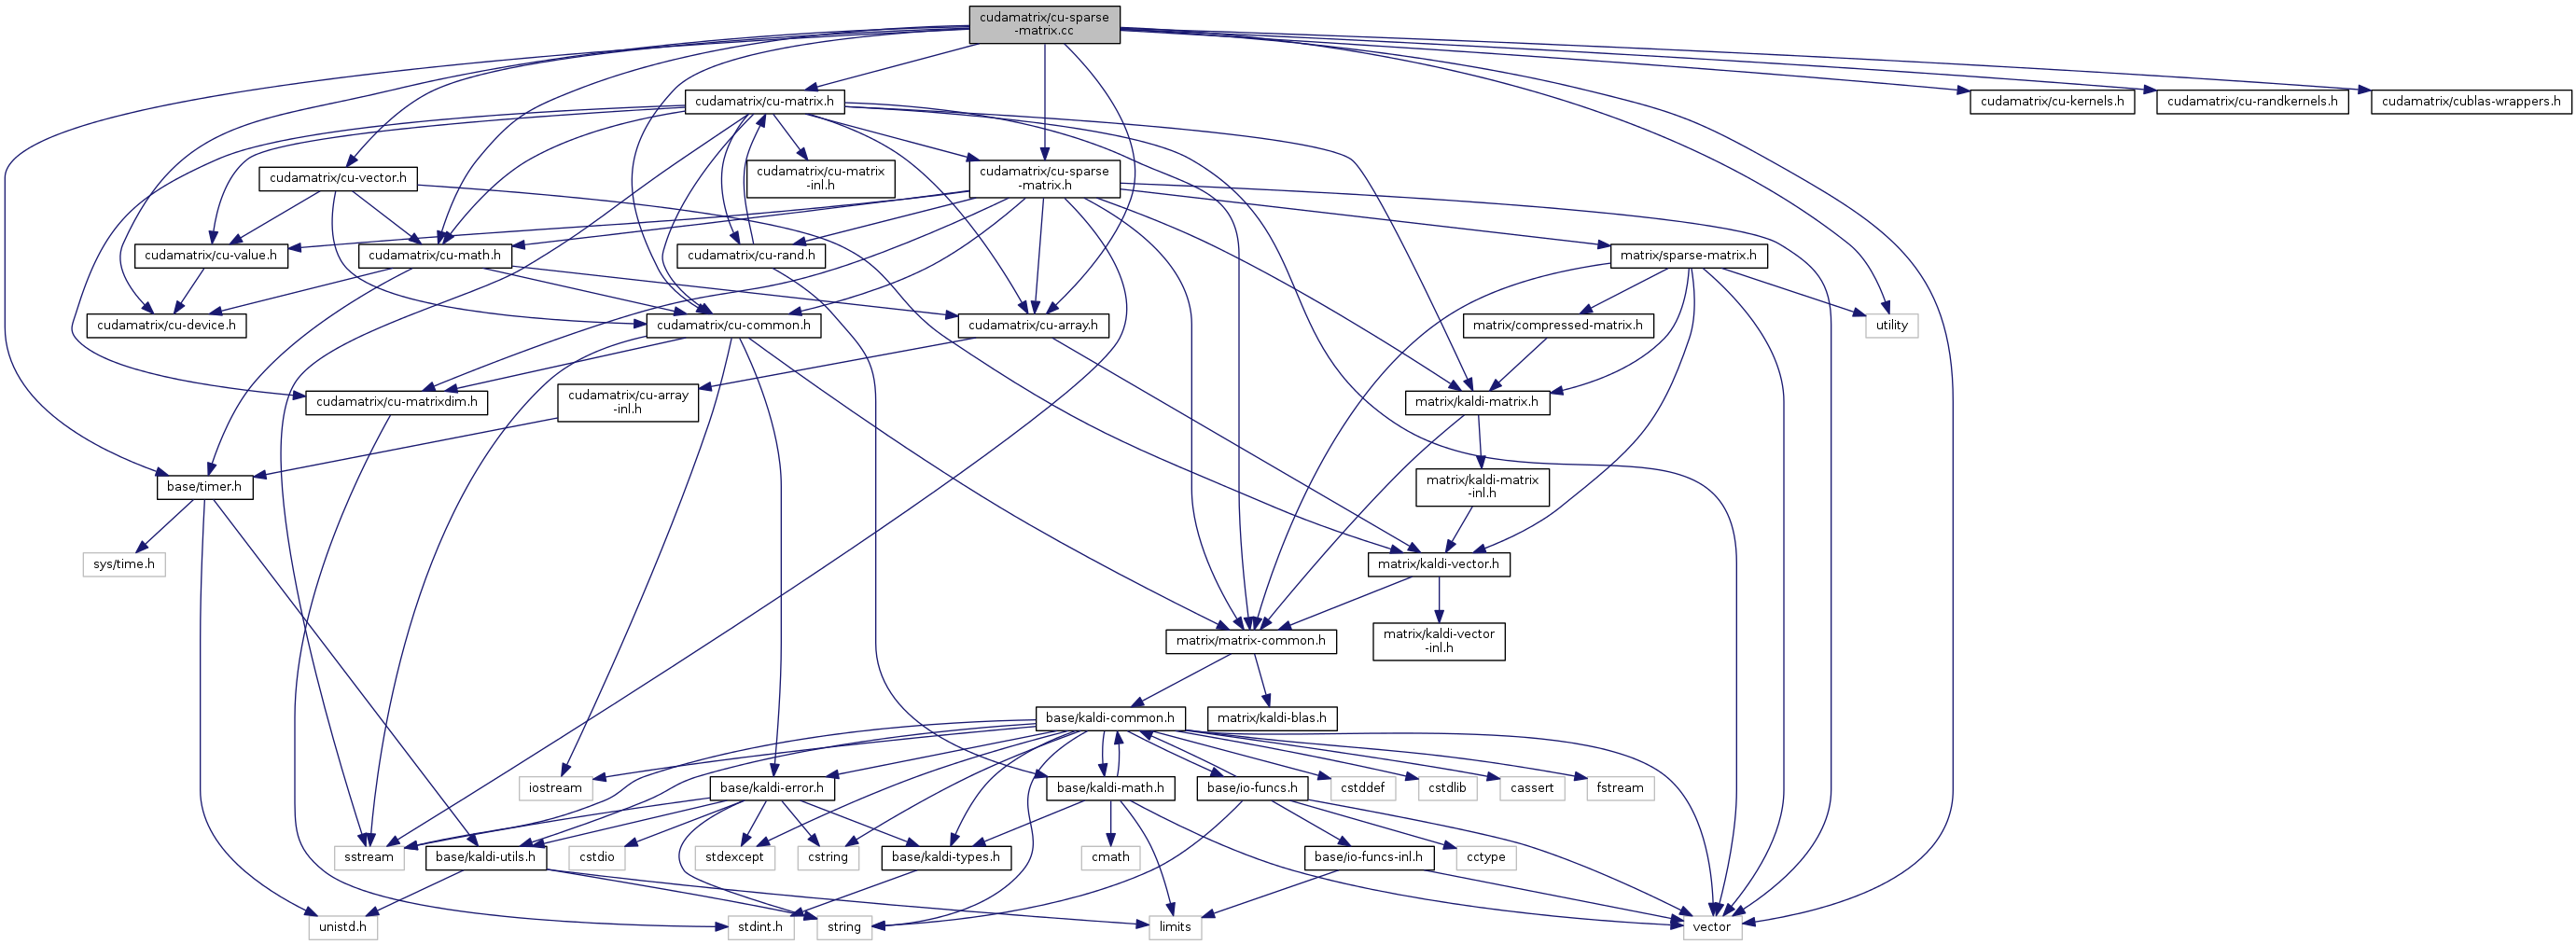 cudamatrix/cu-sparse
-matrix.cc
cudamatrix/cu-matrix.h
cudamatrix/cu-kernels.h
cudamatrix/cu-randkernels.h
cudamatrix/cublas-wrappers.h
cudamatrix/cu-vector.h
cudamatrix/cu-matrix
-inl.h
cudamatrix/cu-sparse
-matrix.h
cudamatrix/cu-value.h
cudamatrix/cu-math.h
cudamatrix/cu-rand.h
matrix/sparse-matrix.h
cudamatrix/cu-device.h
cudamatrix/cu-common.h
cudamatrix/cu-array.h
matrix/compressed-matrix.h
utility
cudamatrix/cu-matrixdim.h
cudamatrix/cu-array
-inl.h
matrix/kaldi-matrix.h
base/timer.h
matrix/kaldi-matrix
-inl.h
sys/time.h
matrix/kaldi-vector.h
matrix/matrix-common.h
matrix/kaldi-vector
-inl.h
base/kaldi-common.h
matrix/kaldi-blas.h
iostream
base/kaldi-error.h
base/kaldi-math.h
base/io-funcs.h
cstddef
cstdlib
cassert
fstream
sstream
base/kaldi-utils.h
cstdio
stdexcept
cstring
base/kaldi-types.h
cmath
base/io-funcs-inl.h
cctype
unistd.h
stdint.h
string
limits
vector